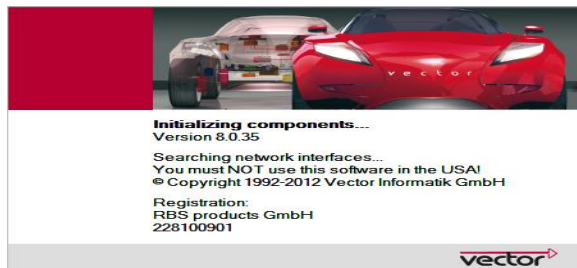 vector
Initializing components...
Version 8.0.35
Searching network interfaces...
You must NOT use this software in the USA!
© Copyright 1992-2012 Vector Informatik GmbH
Registration:
RBS products GmbH
228100901
vector